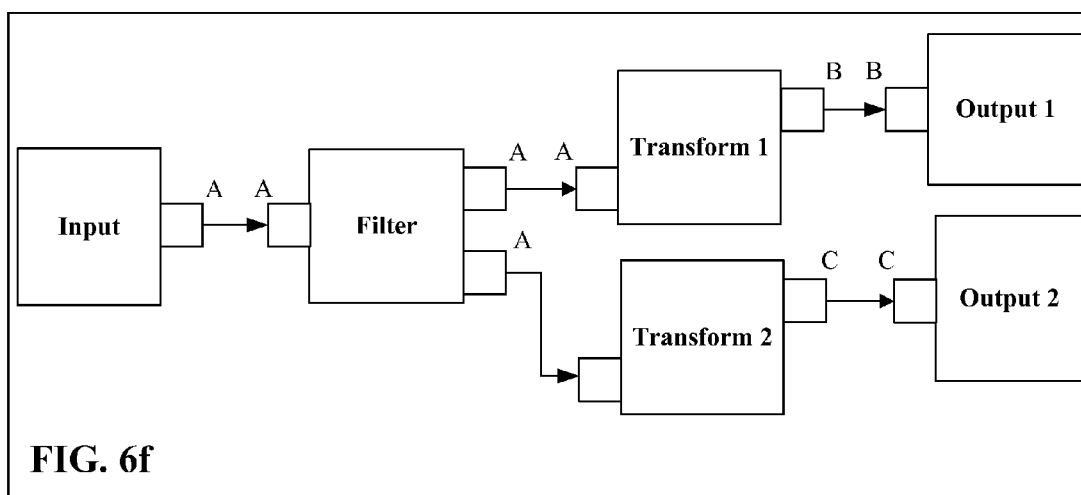 B B
Output 1
A A
Transform 1
A A
Input
Filter
A
C C
Output 2
Transform 2
FIG. 6f